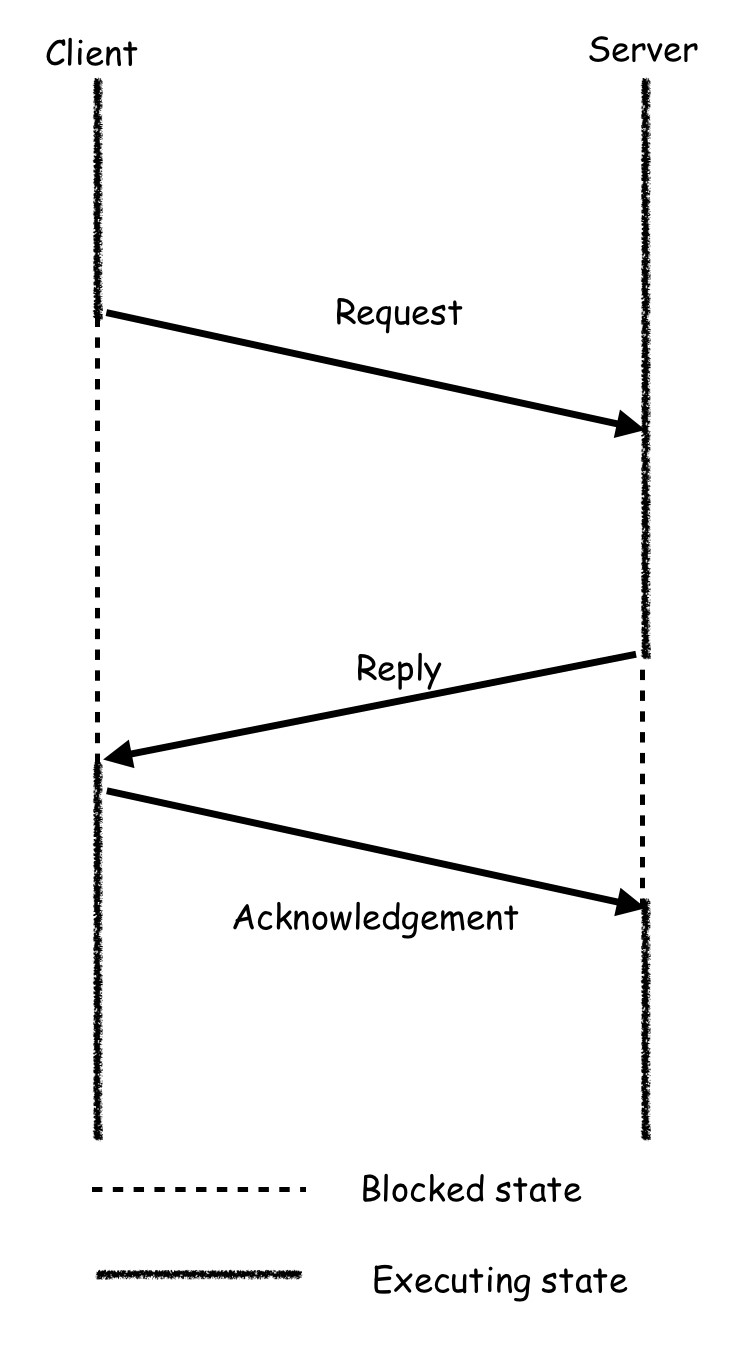 Client
Server
Request
Reply
Acknowledgement
Blocked state
Executing state